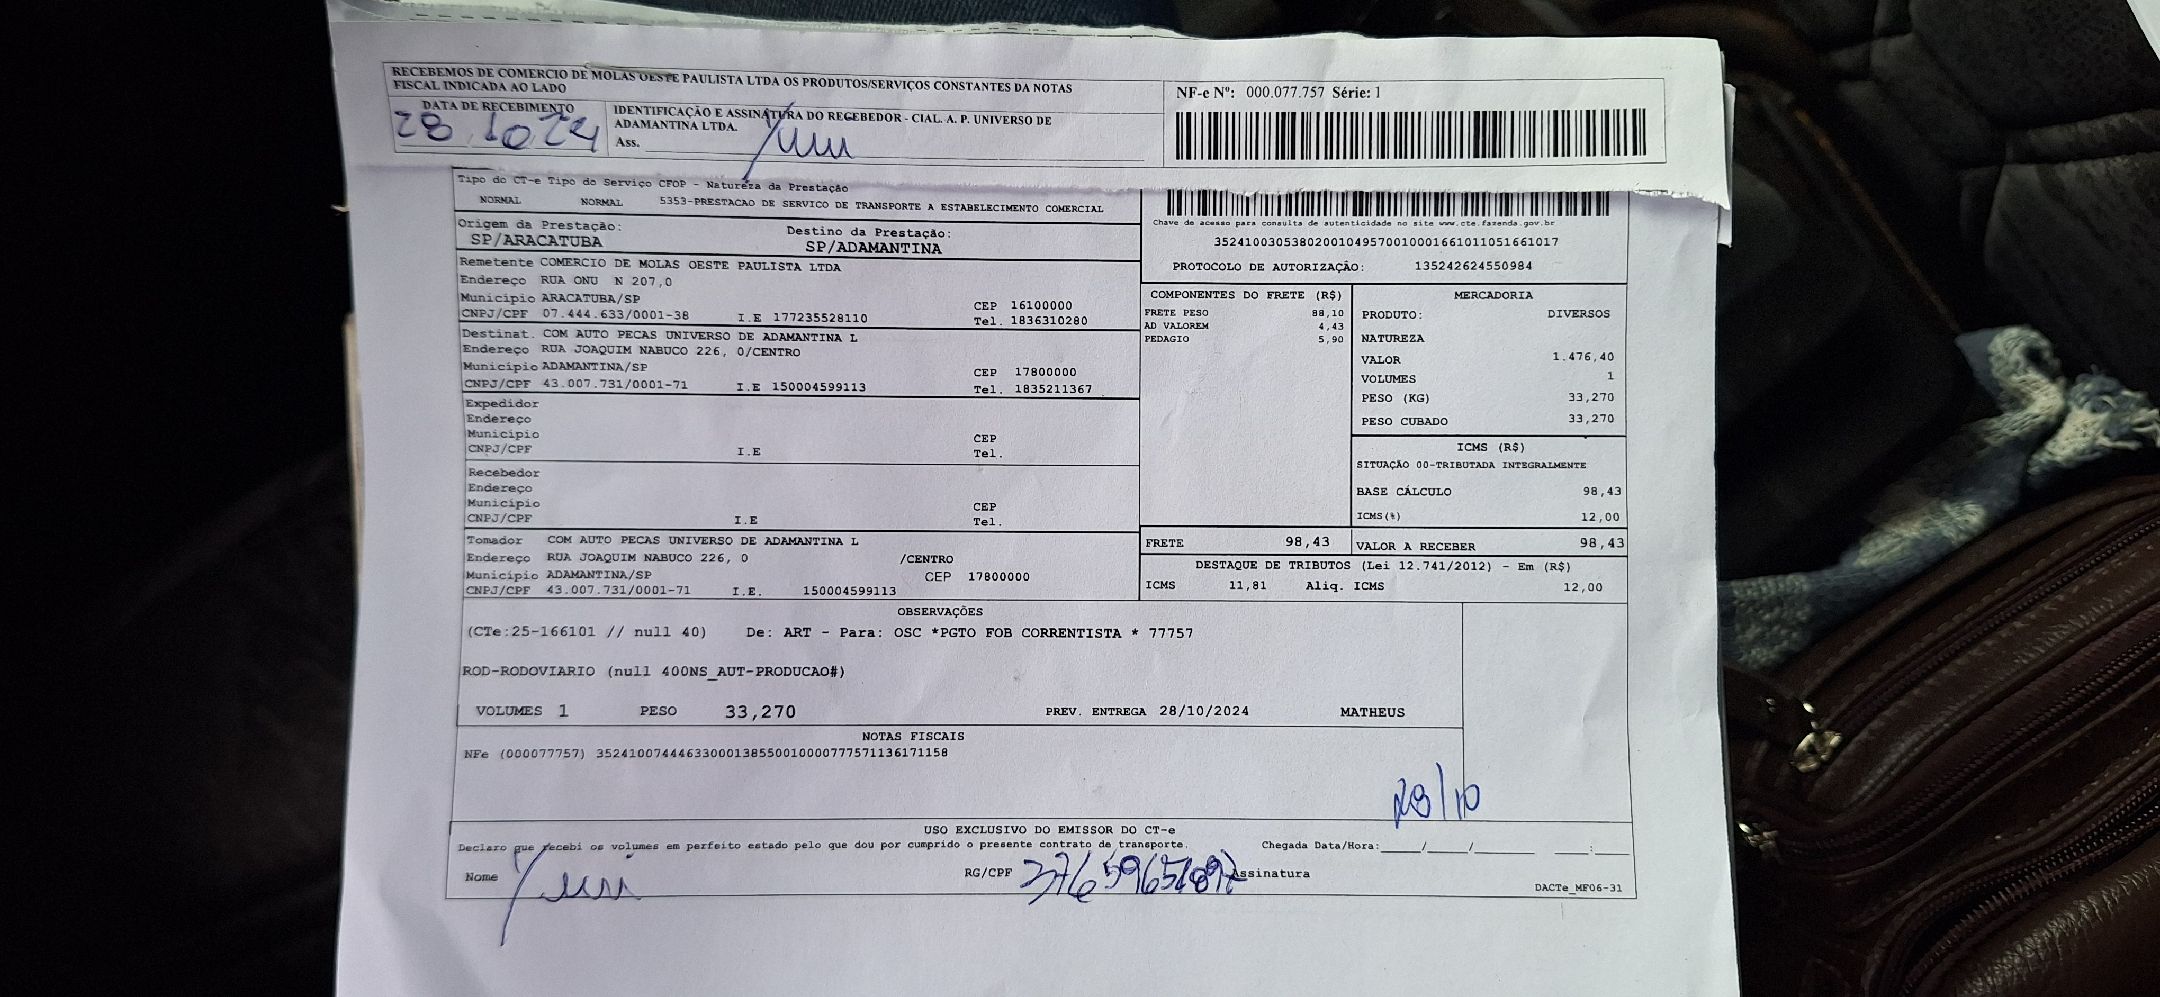 RECEBEMOS DE COMERCIO DE MOLAS OESTE PAULISTA LTDA OS PRODUTOS/SERVIÇOS CONSTANTES DA NOTAS
FISCAL INDICADA AO LADO
DATA DE RECEBIMENTO
28.10.24
IDENTIFICAÇÃO E ASSINATURA DO REGEBEDOR - CIAL. A. P. UNIVERSO DE
ADAMANTINA LTDA.
Ass.
NF-e Nº: 000.077.757 Série: 1
Tipo do CT-e Tipo do Serviço CFOP - Natureza da Prestação
NORMAL NORMAL 5353-PRESTACAO DE SERVICO DE TRANSPORTE A ESTABELECIMENTO COMERCIAL
Origem da Prestação: Destino da Prestação:
SP/ARACATUBA SP/ADAMANTINA
Remetente COMERCIO DE MOLAS OESTE PAULISTA LTDA
Endereço RUA ONU N 207,0
Município ARACATUBA/SP CEP 16100000
CNPJ/CPF 07.444.633/0001-38 I.E 177235528110 Tel. 1836310280
Destinat. COM AUTO PECAS UNIVERSO DE ADAMANTINA L
Endereço RUA JOAQUIM NABUCO 226, 0/CENTRO
Município ADAMANTINA/SP CEP 17800000
CNPJ/CPF 43.007.731/0001-71 I.E 150004599113 Tel. 1835211367
Expedidor
Endereço
Município CEP
CNPJ/CPF I.E Tel.
Recebedor
Endereço
Município CEP
CNPJ/CPF I.E Tel.
Tomador COM AUTO PECAS UNIVERSO DE ADAMANTINA L
Endereço RUA JOAQUIM NABUCO 226, 0 /CENTRO
Município ADAMANTINA/SP CEP 17800000
CNPJ/CPF 43.007.731/0001-71 I.E. 150004599113
Chave de acesso para consulta de autenticidade no site www.cte.fazenda.gov.br
35241003053802001049570010001661011051661017
PROTOCOLO DE AUTORIZAÇÃO: 135242624550984
COMPONENTES DO FRETE (R$)
FRETE PESO 88,10
AD VALOREM 4,43
PEDAGIO 5,90
MERCADORIA
PRODUTO: DIVERSOS
NATUREZA
VALOR 1.476,40
VOLUMES 1
PESO (KG) 33,270
PESO CUBADO 33,270
ICMS (R$)
SITUAÇÃO 00-TRIBUTADA INTEGRALMENTE
BASE CÁLCULO 98,43
ICMS(%) 12,00
FRETE 98,43 VALOR A RECEBER 98,43
DESTAQUE DE TRIBUTOS (Lei 12.741/2012) - Em (R$)
ICMS 11,81 Aliq. ICMS 12,00
OBSERVAÇÕES
(CTe:25-166101 // null 40) De: ART - Para: OSC *PGTO FOB CORRENTISTA * 77757
ROD-RODOVIARIO (null 400NS_AUT-PRODUCAO#)
VOLUMES 1 PESO 33,270 PREV. ENTREGA 28/10/2024 MATHEUS
NOTAS FISCAIS
NFe (000077757) 35241007444633000138550010000777571136171158
28/10
USO EXCLUSIVO DO EMISSOR DO CT-e
Declaro que recebi os volumes em perfeito estado pelo que dou por cumprido o presente contrato de transporte. Chegada Data/Hora:____/____/______ ___:___
Nome RG/CPF Assinatura
DACTe_MF06-31